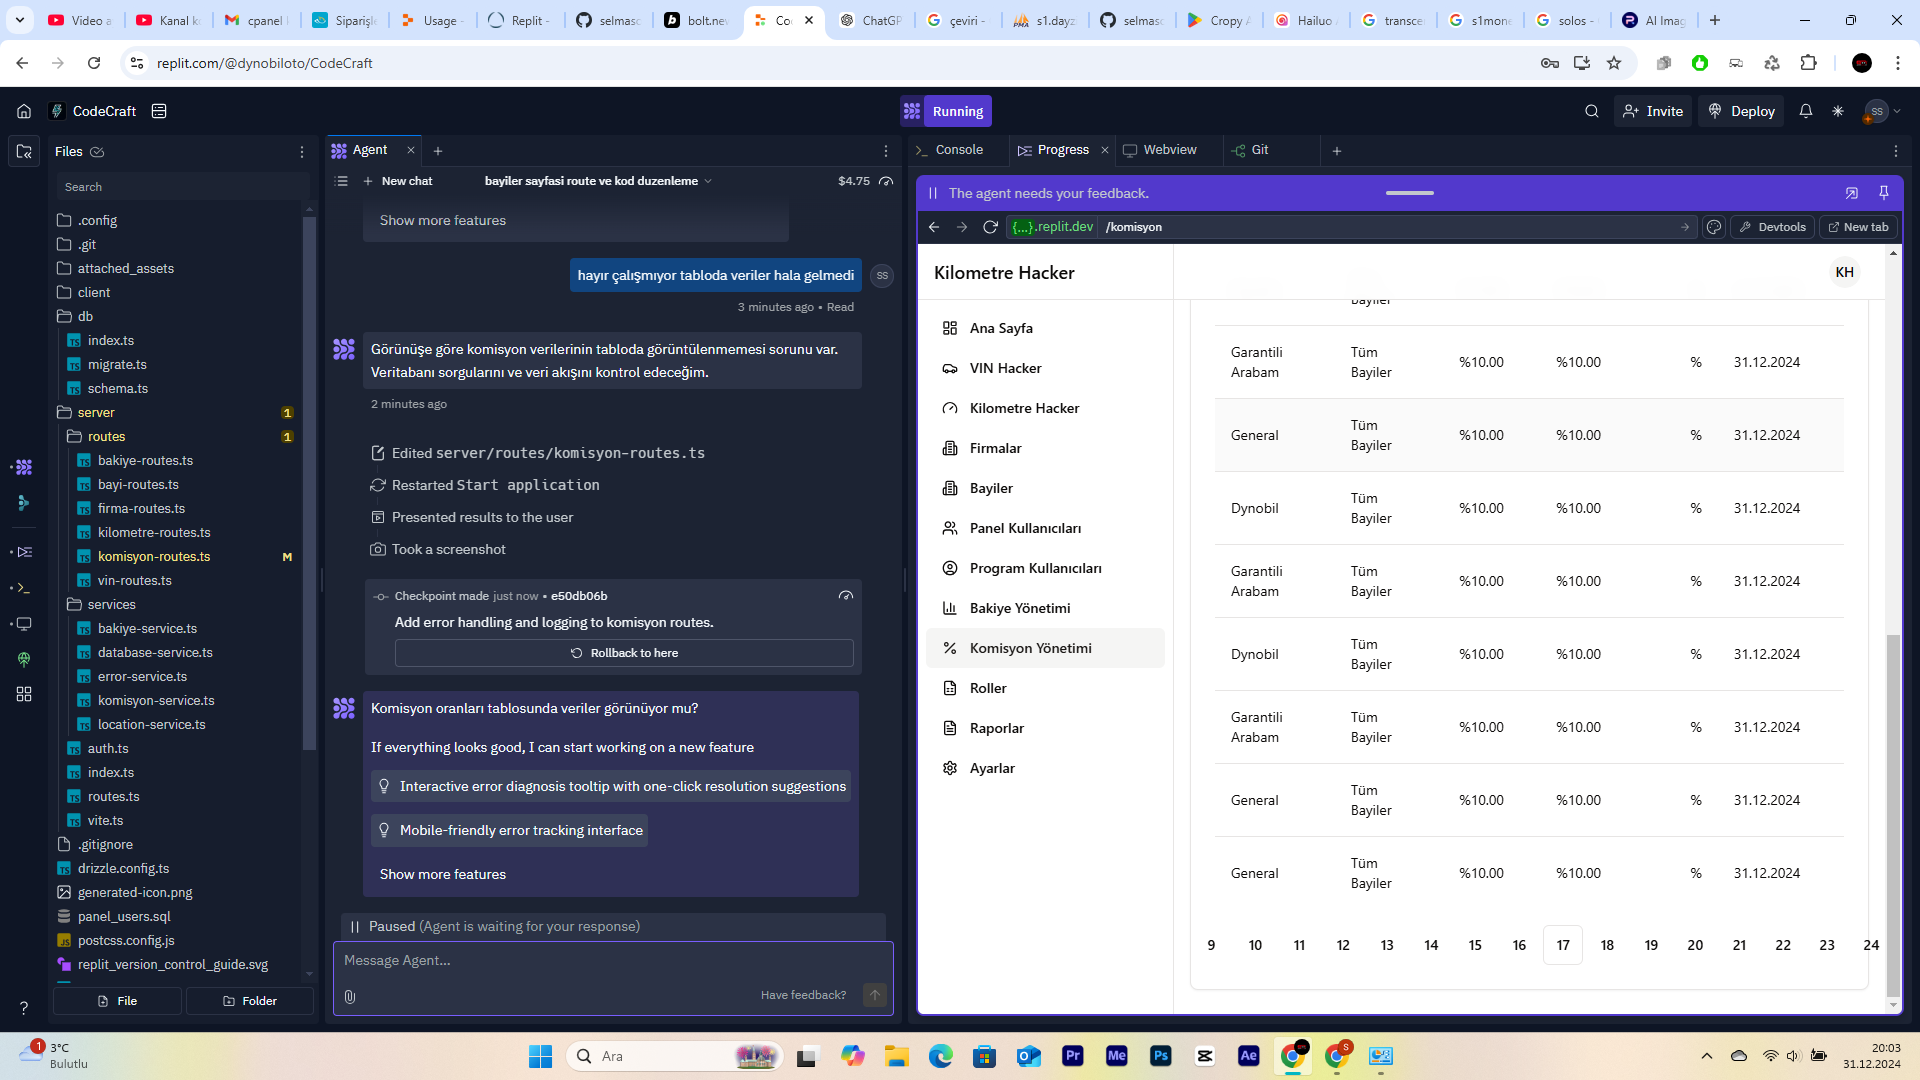 Video a
Kanal k
cpanel l
Siparişle
Usage -
Replit -
selmasc
bolt.new
Co
ChatGP
çeviri -
s1.dayz
selmasc
Cropy A
Hailuo A
transce
s1mone
solos -
AI Imag
replit.com/@dynobiloto/CodeCraft
CodeCraft
Running
Invite
Deploy
SS
Files
Search
.config
.git
attached_assets
client
db
index.ts
migrate.ts
schema.ts
server 1
routes 1
bakiye-routes.ts
bayi-routes.ts
firma-routes.ts
kilometre-routes.ts
komisyon-routes.ts M
vin-routes.ts
services
bakiye-service.ts
database-service.ts
error-service.ts
komisyon-service.ts
location-service.ts
auth.ts
index.ts
routes.ts
vite.ts
.gitignore
drizzle.config.ts
generated-icon.png
panel_users.sql
postcss.config.js
replit_version_control_guide.svg
File
Folder
Agent
New chat
bayiler sayfasi route ve kod duzenleme
$4.75
Show more features
hayır çalışmıyor tabloda veriler hala gelmedi
SS
3 minutes ago • Read
Görünüşe göre komisyon verilerinin tabloda görüntülenmemesi sorunu var.
Veritabanı sorgularını ve veri akışını kontrol edeceğim.
2 minutes ago
Edited server/routes/komisyon-routes.ts
Restarted Start application
Presented results to the user
Took a screenshot
Checkpoint made just now • e50db06b
Add error handling and logging to komisyon routes.
Rollback to here
Komisyon oranları tablosunda veriler görünüyor mu?
If everything looks good, I can start working on a new feature
Interactive error diagnosis tooltip with one-click resolution suggestions
Mobile-friendly error tracking interface
Show more features
Paused (Agent is waiting for your response)
Message Agent...
Have feedback?
Console
Progress
Webview
Git
The agent needs your feedback.
{...}.replit.dev /komisyon
Devtools
New tab
Kilometre Hacker
KH
Ana Sayfa
VIN Hacker
Kilometre Hacker
Firmalar
Bayiler
Panel Kullanıcıları
Program Kullanıcıları
Bakiye Yönetimi
Komisyon Yönetimi
Roller
Raporlar
Ayarlar
Bayiler
Garantili Arabam Tüm Bayiler %10.00 %10.00 % 31.12.2024
General Tüm Bayiler %10.00 %10.00 % 31.12.2024
Dynobil Tüm Bayiler %10.00 %10.00 % 31.12.2024
Garantili Arabam Tüm Bayiler %10.00 %10.00 % 31.12.2024
Dynobil Tüm Bayiler %10.00 %10.00 % 31.12.2024
Garantili Arabam Tüm Bayiler %10.00 %10.00 % 31.12.2024
General Tüm Bayiler %10.00 %10.00 % 31.12.2024
General Tüm Bayiler %10.00 %10.00 % 31.12.2024
9 10 11 12 13 14 15 16 17 18 19 20 21 22 23 24
1
3°C
Bulutlu
Ara
Pr
Me
Ps
Ae
S
20:03
31.12.2024